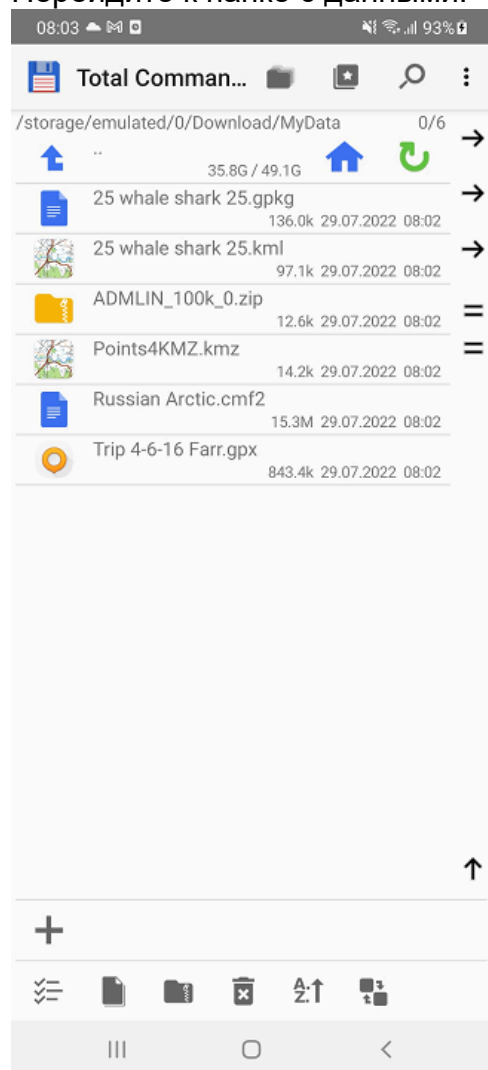 Перейдите к папке с данными.
08:03 93%
Total Comman...
/storage/emulated/0/Download/MyData 0/6
..
35.8G / 49.1G
25 whale shark 25.gpkg
136.0k 29.07.2022 08:02
25 whale shark 25.kml
97.1k 29.07.2022 08:02
ADMLIN_100k_0.zip
12.6k 29.07.2022 08:02
Points4KMZ.kmz
14.2k 29.07.2022 08:02
Russian Arctic.cmf2
15.3M 29.07.2022 08:02
Trip 4-6-16 Farr.gpx
843.4k 29.07.2022 08:02
A:
Z: